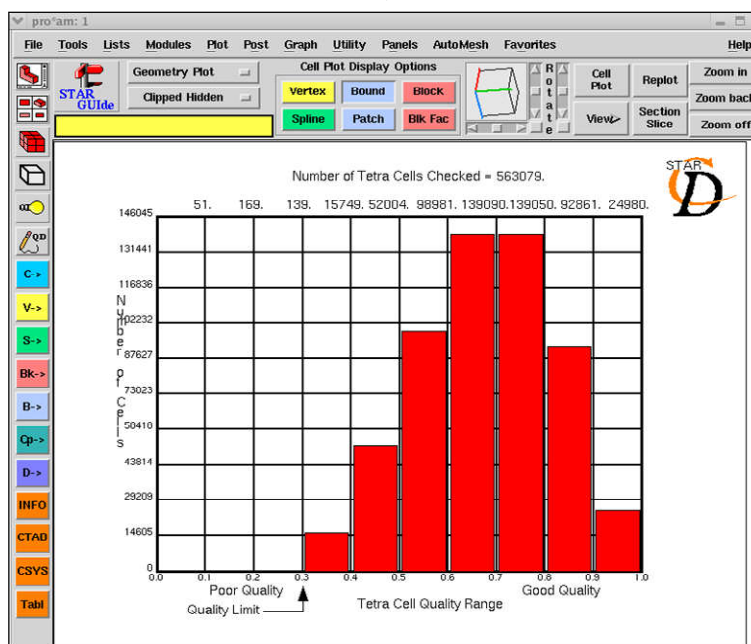 pro*am: 1
File Tools Lists Modules Plot Post Graph Utility Panels AutoMesh Favorites Help
STAR
GUIde
Geometry Plot
Clipped Hidden
Cell Plot Display Options
Vertex Bound Block
Spline Patch Blk Fac
Rotate
Cell
Plot
Replot
View->
Section
Slice
Zoom in
Zoom back
Zoom off
QD
C->
V->
S->
Bk->
B->
Cp->
D->
INFO
CTAB
CSYS
Tabl
STAR
CD
Number of Tetra Cells Checked = 563079.
51. 169. 139. 15749. 52004. 98981. 139090. 139050. 92861. 24980.
146045
131441
116836
102232
87627
73023
58410
43814
29209
14605
0
Number of Cells
0.0 0.1 0.2 0.3 0.4 0.5 0.6 0.7 0.8 0.9 1.0
Poor Quality Good Quality
Quality Limit
Tetra Cell Quality Range